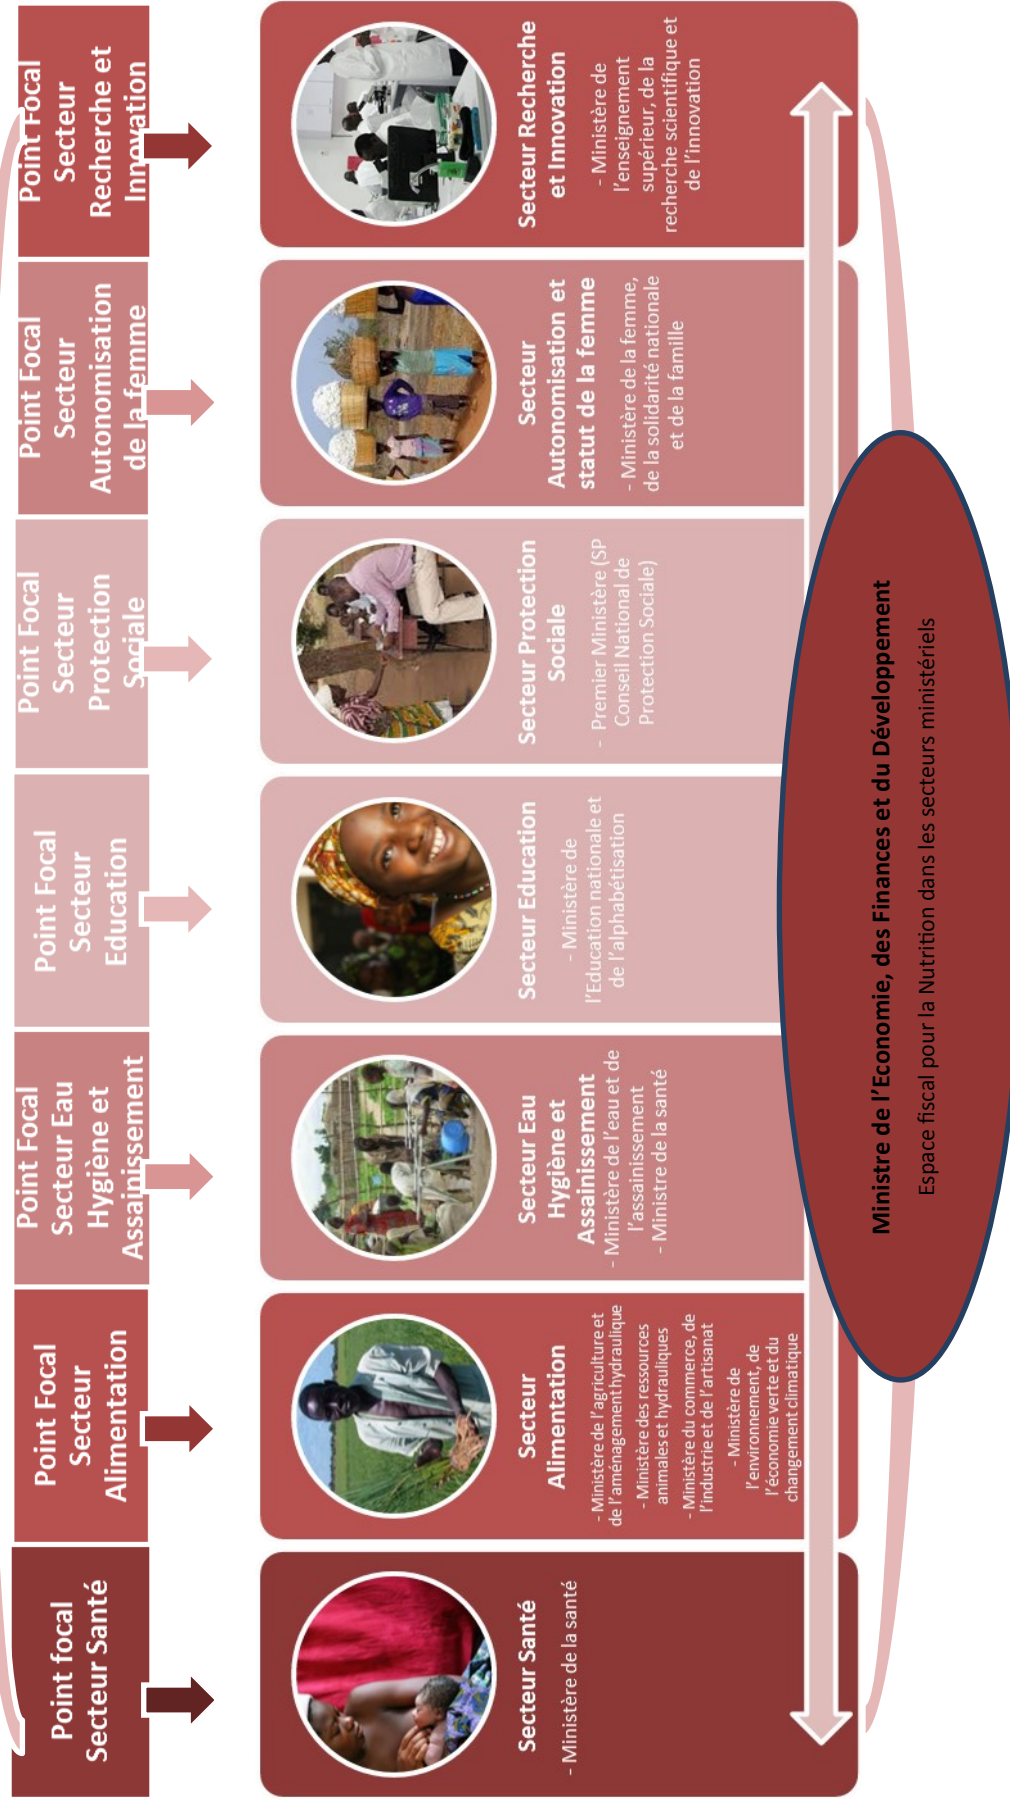 Point focal
Secteur Santé
Point Focal
Secteur
Alimentation
Point Focal
Secteur Eau
Hygiène et
Assainissement
Point Focal
Secteur
Education
Point Focal
Secteur
Protection
Sociale
Point Focal
Secteur
Autonomisation
de la femme
Point Focal
Secteur
Recherche et
Innovation
Secteur Santé
- Ministère de la santé
Secteur
Alimentation
- Ministère de l'agriculture et
de l'aménagement hydraulique
- Ministère des ressources
animales et hydrauliques
- Ministère du commerce, de
l'industrie et de l'artisanat
- Ministère de
l'environnement, de
l'économie verte et du
changement climatique
Secteur Eau
Hygiène et
Assainissement
- Ministère de l'eau et de
l'assainissement
- Ministre de la santé
Secteur Education
- Ministère de
l'Education nationale et
de l'alphabétisation
Secteur Protection
Sociale
- Premier Ministère (SP
Conseil National de
Protection Sociale)
Secteur
Autonomisation et
statut de la femme
- Ministère de la femme,
de la solidarité nationale
et de la famille
Secteur Recherche
et Innovation
- Ministère de
l'enseignement
supérieur, de la
recherche scientifique et
de l'innovation
Ministre de l'Economie, des Finances et du Développement
Espace fiscal pour la Nutrition dans les secteurs ministériels